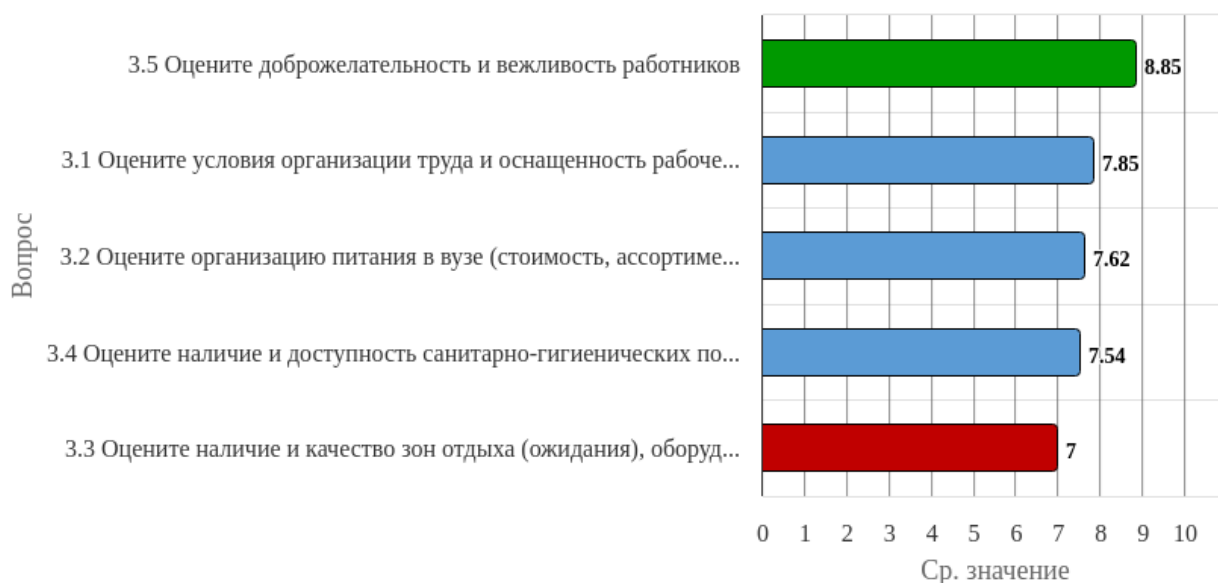 3.5 Оцените доброжелательность и вежливость работников
8.85
3.1 Оцените условия организации труда и оснащенность рабоче...
7.85
3.2 Оцените организацию питания в вузе (стоимость, ассортиме...
7.62
3.4 Оцените наличие и доступность санитарно-гигиенических по...
7.54
3.3 Оцените наличие и качество зон отдыха (ожидания), оборуд...
7
Вопрос
0 1 2 3 4 5 6 7 8 9 10
Ср. значение